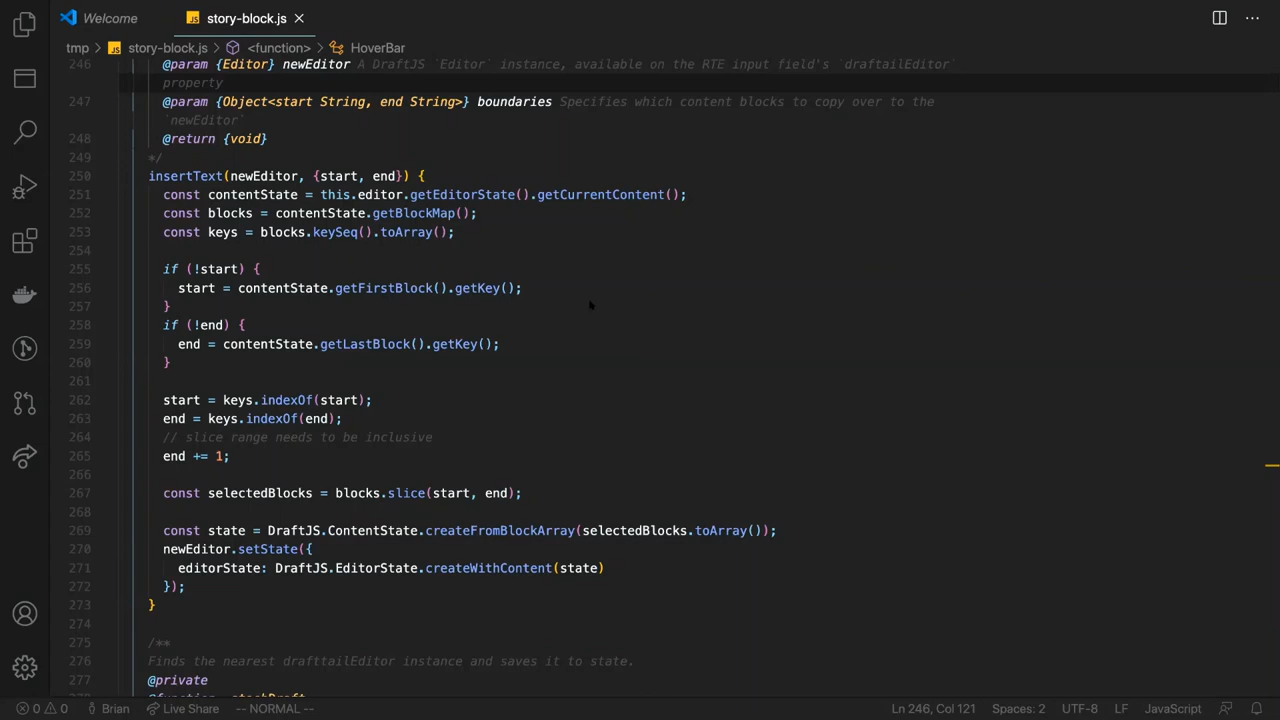 Welcome
JS story-block.js
tmp > JS story-block.js > <function> > HoverBar
246 @param {Editor} newEditor A DraftJS `Editor` instance, available on the RTE input field's `draftailEditor`
property
247 @param {Object<start String, end String>} boundaries Specifies which content blocks to copy over to the
`newEditor`
248 @return {void}
249 */
250 insertText(newEditor, {start, end}) {
251 const contentState = this.editor.getEditorState().getCurrentContent();
252 const blocks = contentState.getBlockMap();
253 const keys = blocks.keySeq().toArray();
254
255 if (!start) {
256 start = contentState.getFirstBlock().getKey();
257 }
258 if (!end) {
259 end = contentState.getLastBlock().getKey();
260 }
261
262 start = keys.indexOf(start);
263 end = keys.indexOf(end);
264 // slice range needs to be inclusive
265 end += 1;
266
267 const selectedBlocks = blocks.slice(start, end);
268
269 const state = DraftJS.ContentState.createFromBlockArray(selectedBlocks.toArray());
270 newEditor.setState({
271 editorState: DraftJS.EditorState.createWithContent(state)
272 });
273 }
274
275 /**
276 Finds the nearest drafttailEditor instance and saves it to state.
277 @private
0 0 Brian Live Share -- NORMAL -- Ln 246, Col 121 Spaces: 2 UTF-8 LF JavaScript